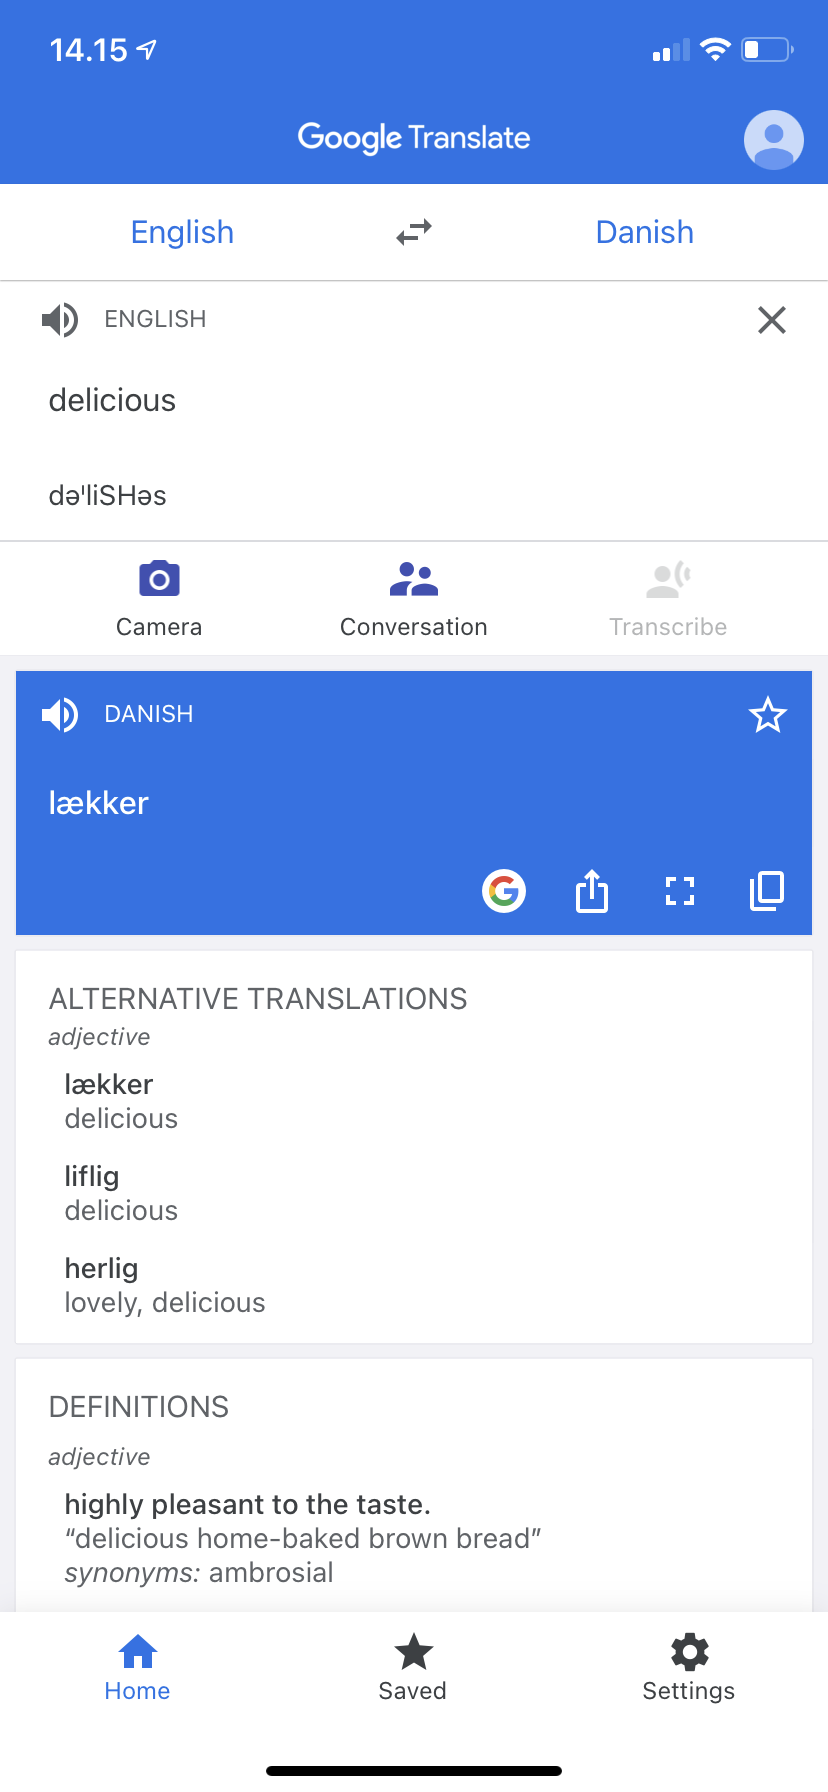 14.15
Google Translate
English Danish
ENGLISH
delicious
də'liSHəs
Camera Conversation Transcribe
DANISH
lækker
ALTERNATIVE TRANSLATIONS
adjective
lækker
delicious
liflig
delicious
herlig
lovely, delicious
DEFINITIONS
adjective
highly pleasant to the taste.
“delicious home-baked brown bread”
synonyms: ambrosial
Home Saved Settings